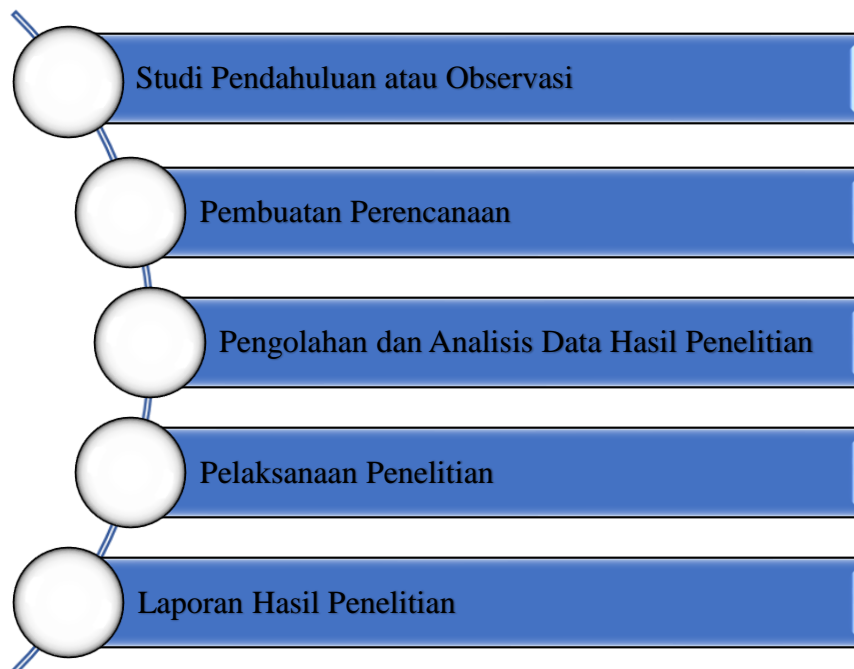 Studi Pendahuluan atau Observasi
Pembuatan Perencanaan
Pengolahan dan Analisis Data Hasil Penelitian
Pelaksanaan Penelitian
Laporan Hasil Penelitian